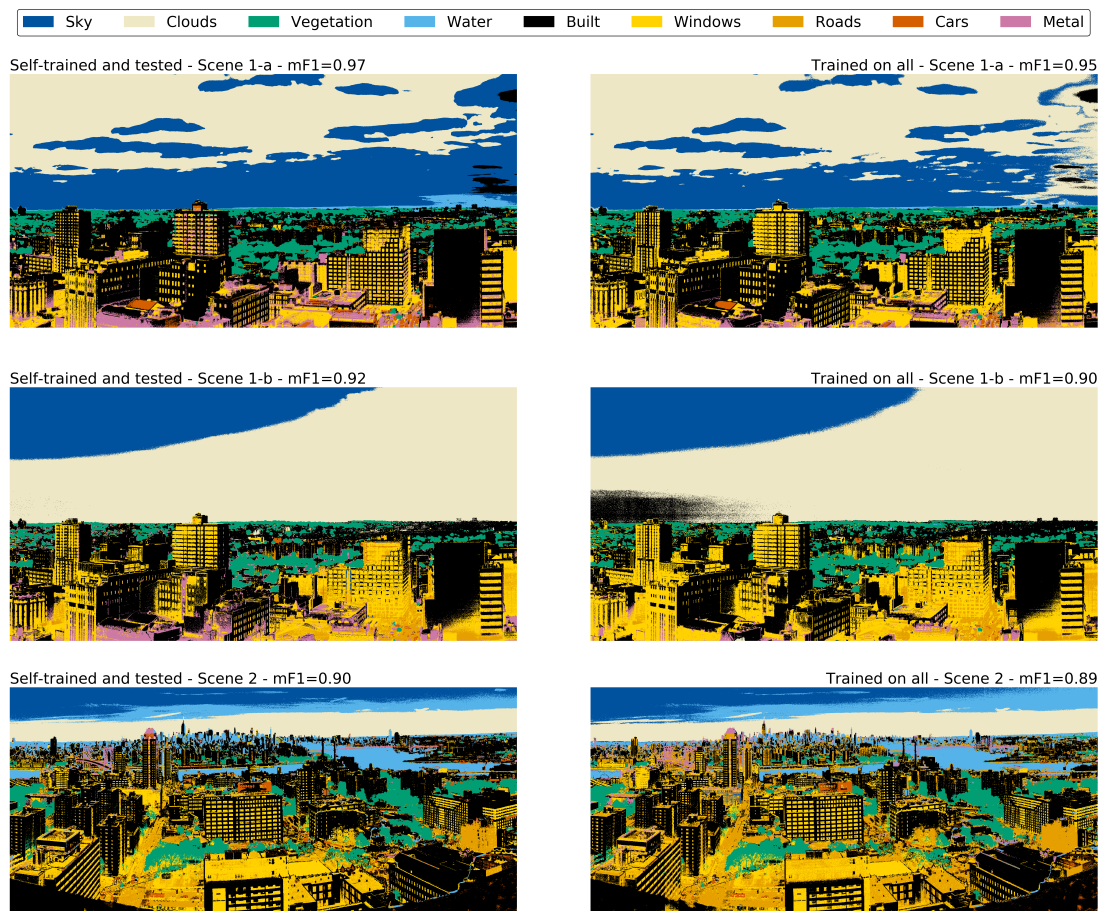 Sky Clouds Vegetation Water Built Windows Roads Cars Metal
Self-trained and tested - Scene 1-a - mF1=0.97
Trained on all - Scene 1-a - mF1=0.95
Self-trained and tested - Scene 1-b - mF1=0.92
Trained on all - Scene 1-b - mF1=0.90
Self-trained and tested - Scene 2 - mF1=0.90
Trained on all - Scene 2 - mF1=0.89